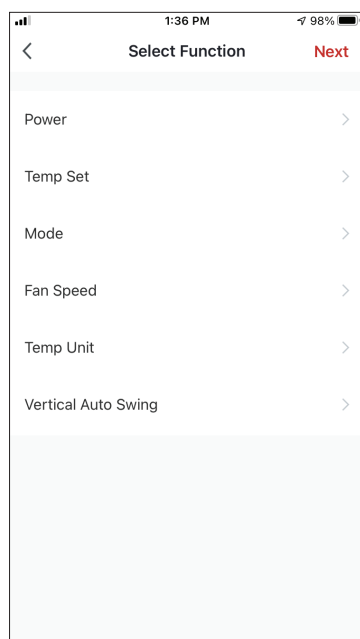 1:36 PM 98%
Select Function Next
Power
Temp Set
Mode
Fan Speed
Temp Unit
Vertical Auto Swing